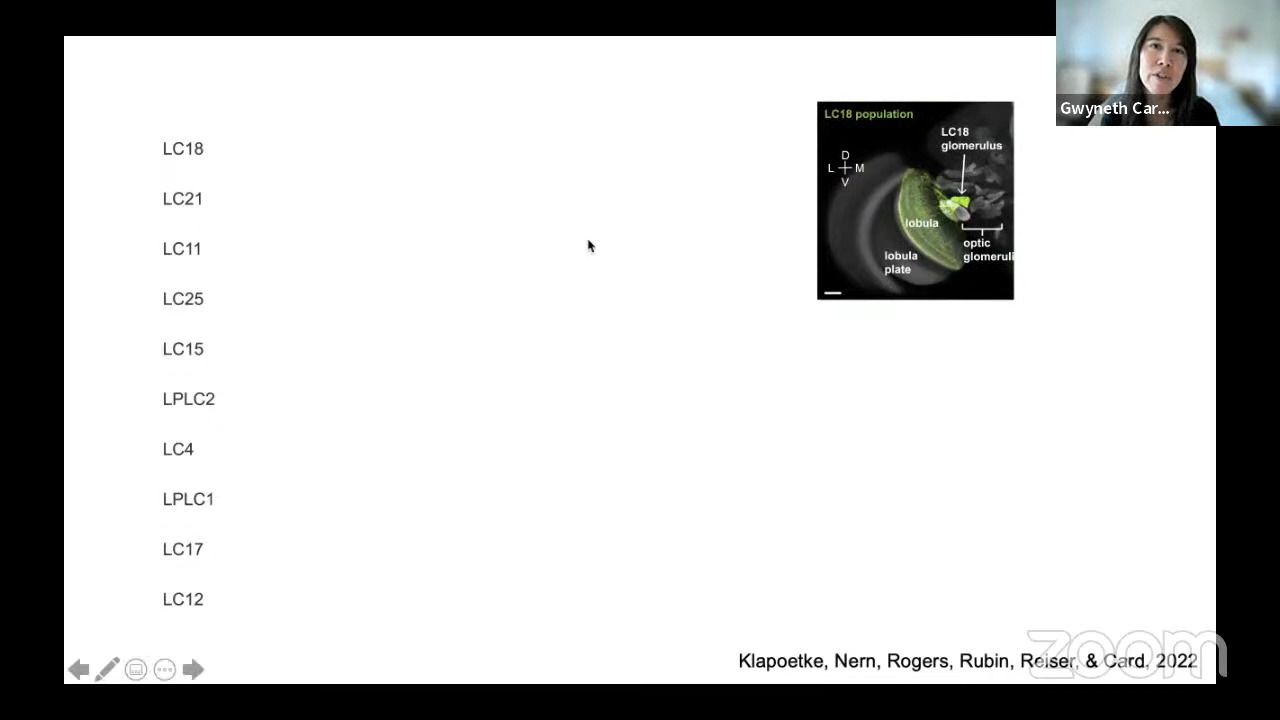 Gwyneth Car...
LC18 population
LC18
glomerulus
D
L M
V
lobula
lobula
plate
optic
glomeruli
LC18
LC21
LC11
LC25
LC15
LPLC2
LC4
LPLC1
LC17
LC12
Klapoetke, Nern, Rogers, Rubin, Reiser, & Card, 2022
zoom